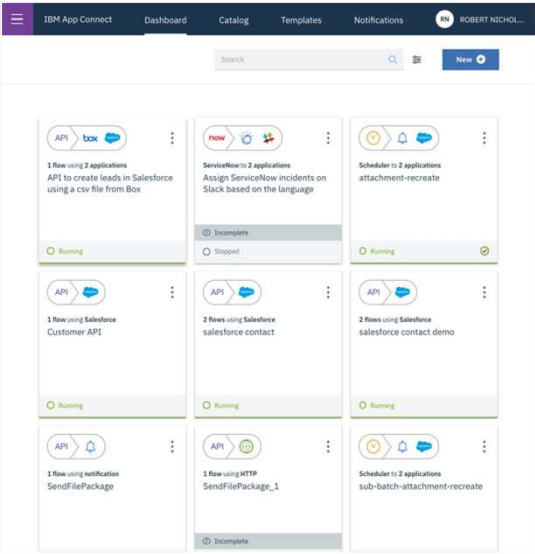 IBM App Connect Dashboard Catalog Templates Notifications RN ROBERT NICHOL...
Search New
API box salesforce
1 flow using 2 applications
API to create leads in Salesforce
using a csv file from Box
Running
now
ServiceNow to 2 applications
Assign ServiceNow incidents on
Slack based on the language
Incomplete
Stopped
Scheduler to 2 applications
attachment-recreate
Running
API
1 flow using Salesforce
Customer API
Running
API
2 flows using Salesforce
salesforce contact
Running
API
2 flows using Salesforce
salesforce contact demo
Running
API
1 flow using notification
SendFilePackage
API
1 flow using HTTP
SendFilePackage_1
Incomplete
Scheduler to 2 applications
sub-batch-attachment-recreate